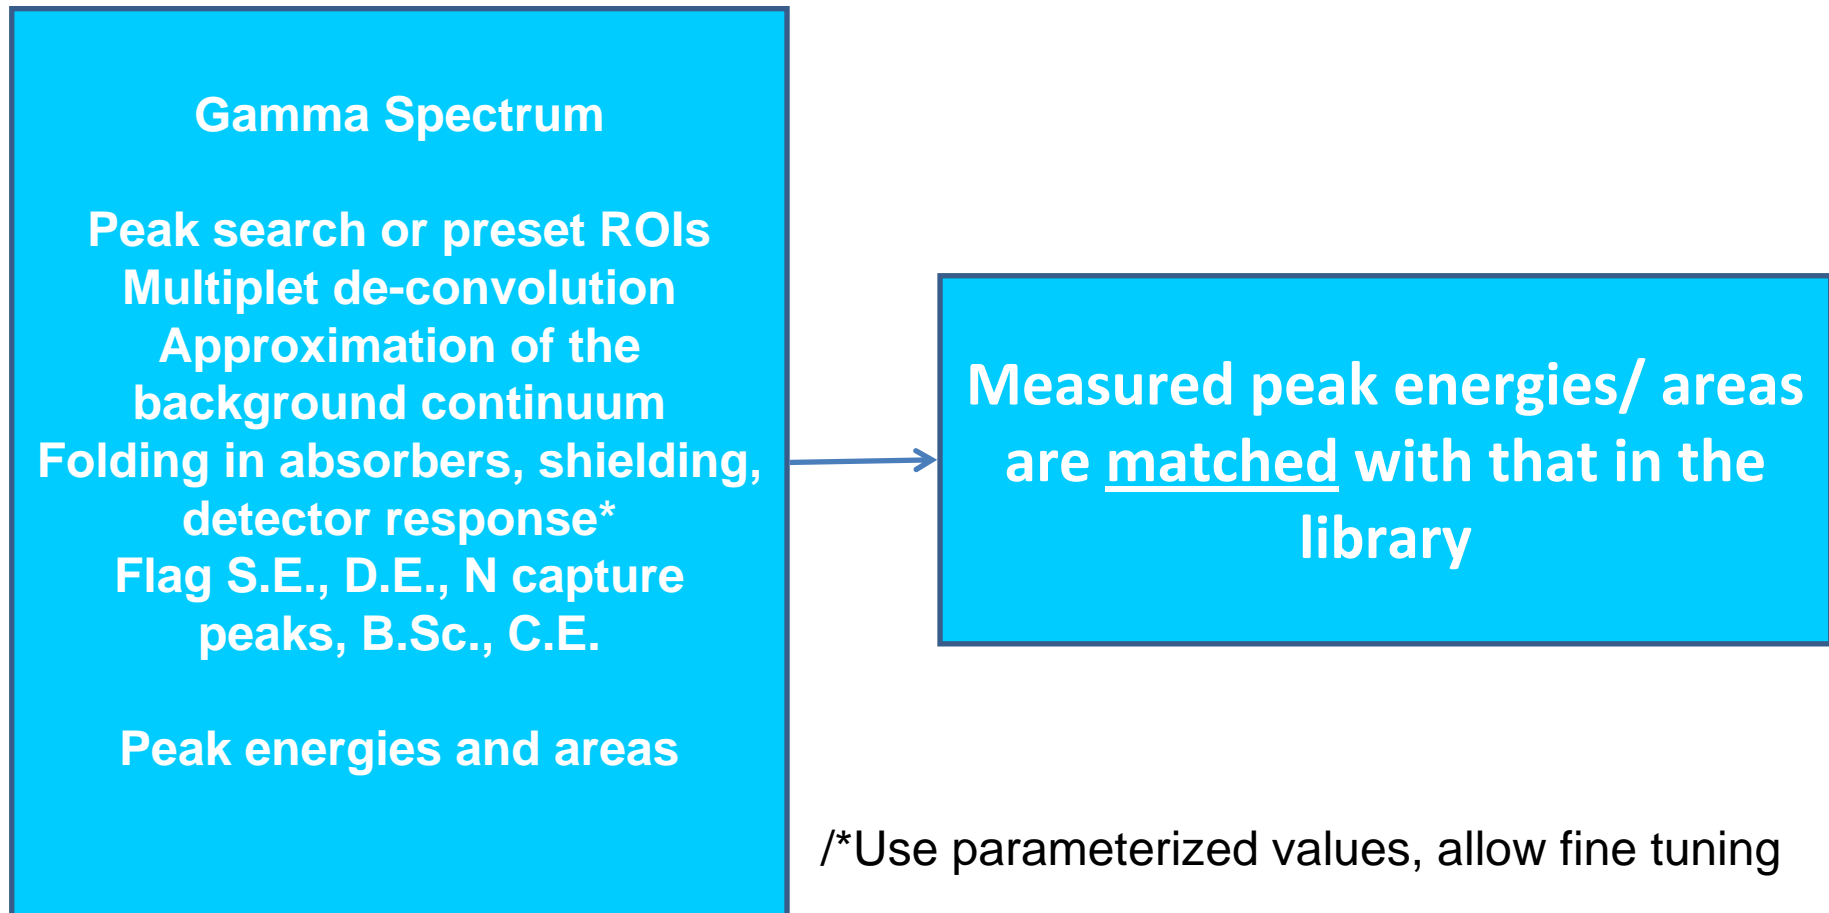 Gamma Spectrum
Peak search or preset ROIs
Multiplet de-convolution
Approximation of the
background continuum
Folding in absorbers, shielding,
detector response*
Flag S.E., D.E., N capture
peaks, B.Sc., C.E.
Peak energies and areas
Measured peak energies/ areas
are matched with that in the
library
/*Use parameterized values, allow fine tuning